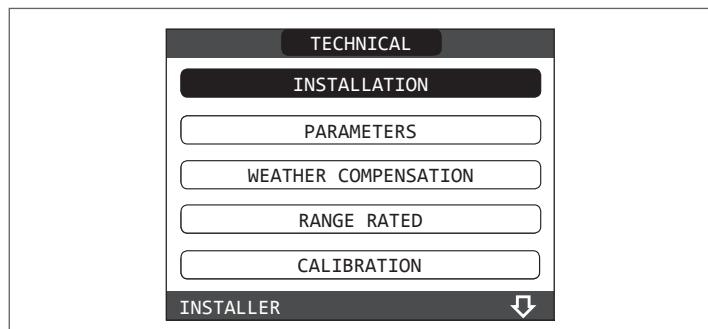 TECHNICAL
INSTALLATION
PARAMETERS
WEATHER COMPENSATION
RANGE RATED
CALIBRATION
INSTALLER